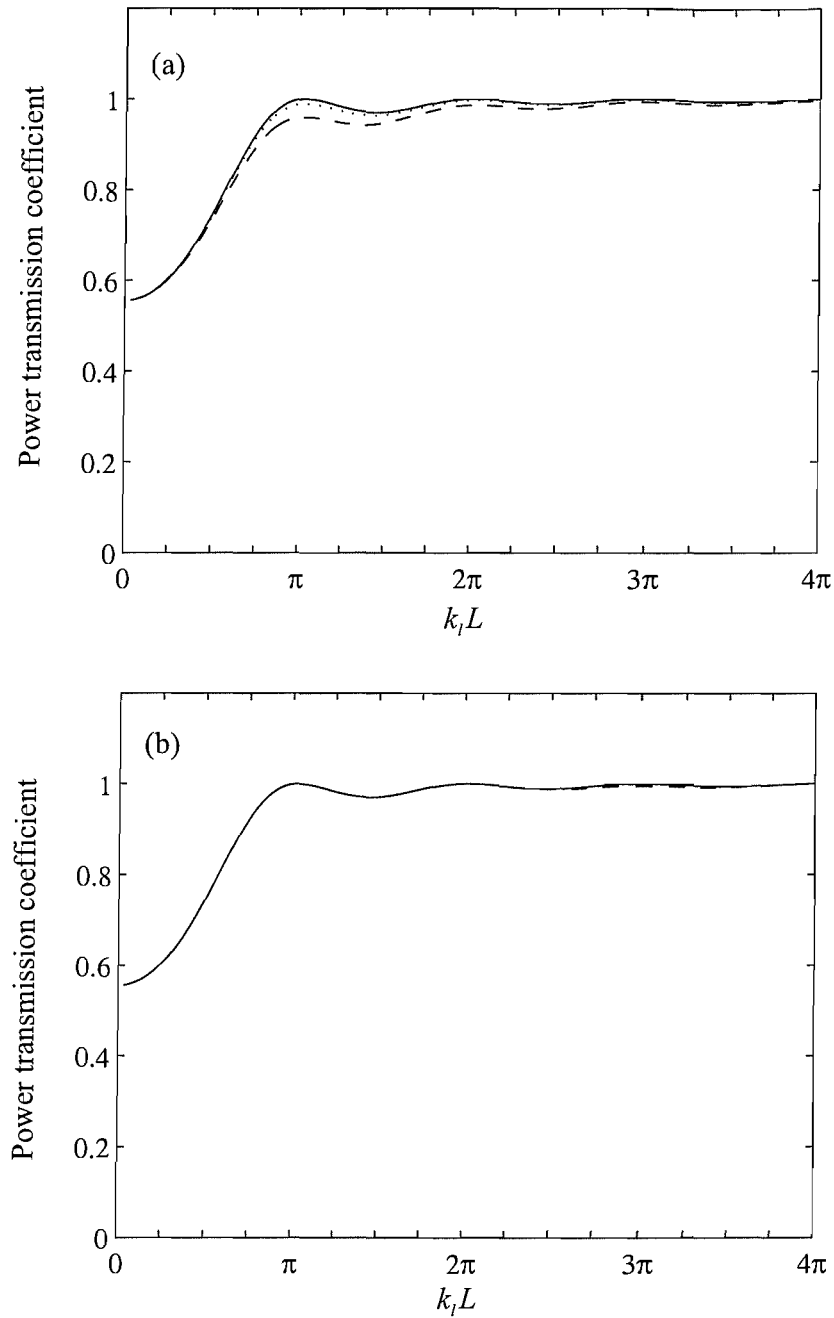 (a)
Power transmission coefficient
1
0.8
0.6
0.4
0.2
0
0 π 2π 3π 4π
k_l L
(b)
Power transmission coefficient
1
0.8
0.6
0.4
0.2
0
0 π 2π 3π 4π
k_l L